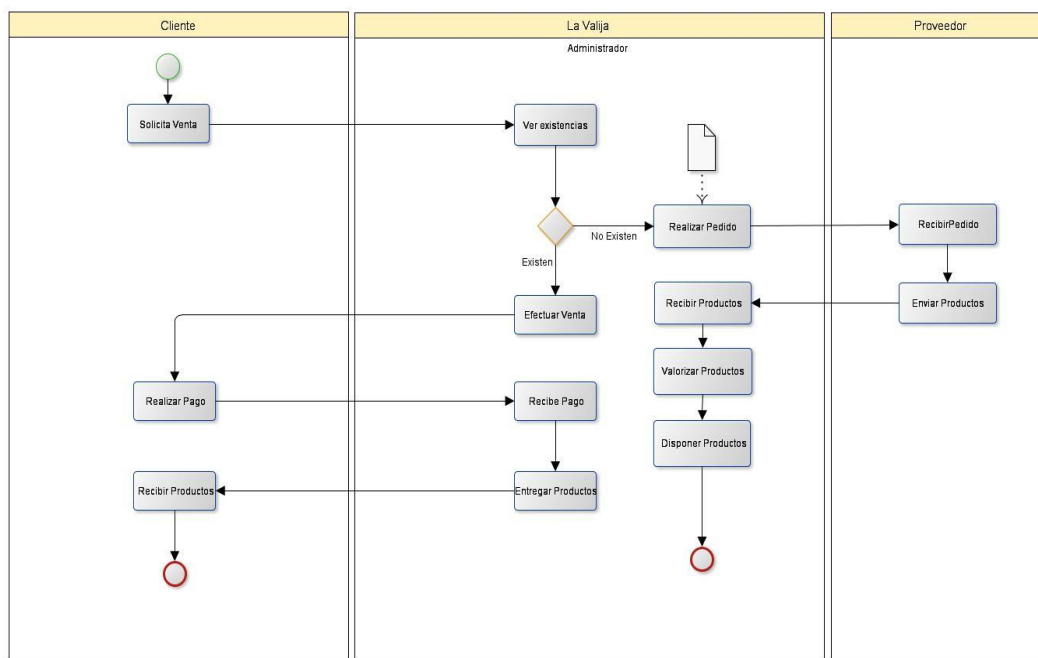 Cliente
La Valija
Proveedor
Administrador
Solicita Venta
Ver existencias
No Existen
Realizar Pedido
RecibirPedido
Existen
Recibir Productos
Enviar Productos
Efectuar Venta
Valorizar Productos
Realizar Pago
Recibe Pago
Disponer Productos
Recibir Productos
Entregar Productos